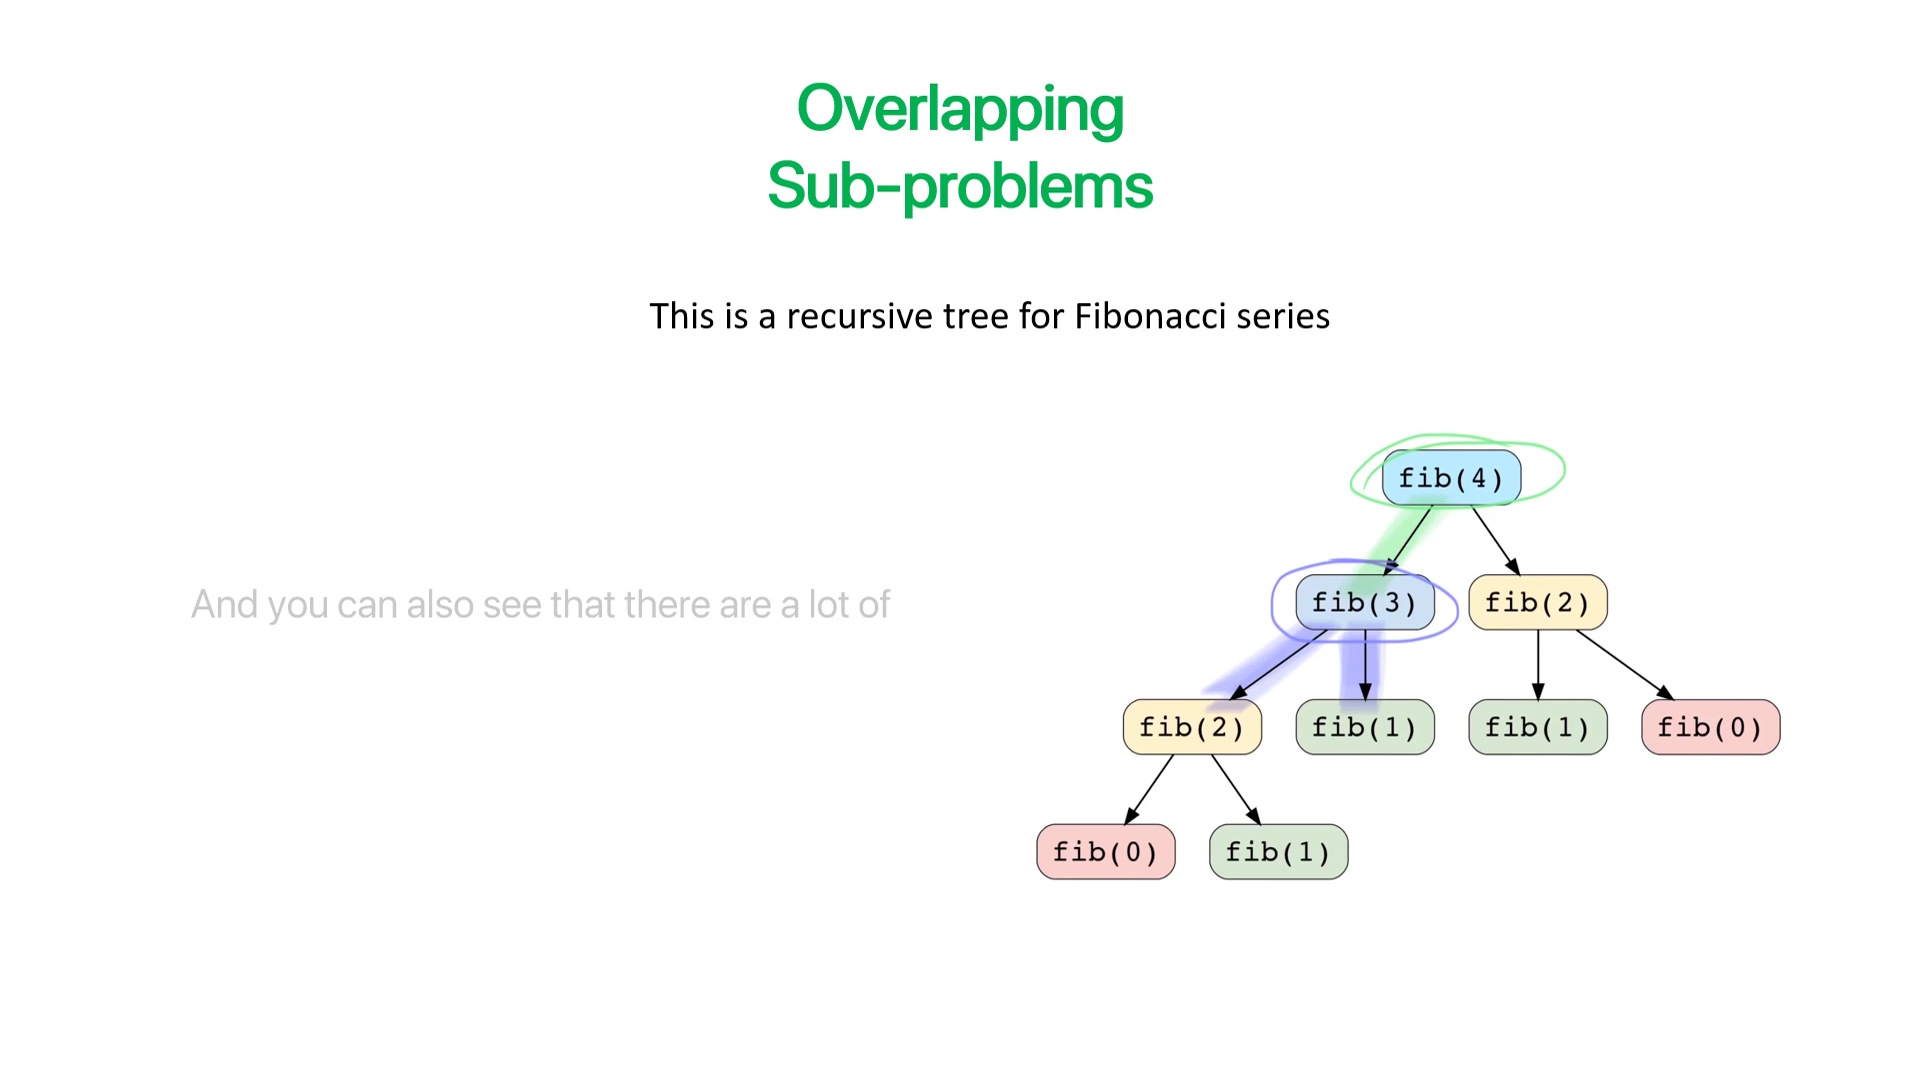 Overlapping
Sub-problems
This is a recursive tree for Fibonacci series
And you can also see that there are a lot of
fib(4)
fib(3)
fib(2)
fib(2)
fib(1)
fib(1)
fib(0)
fib(0)
fib(1)